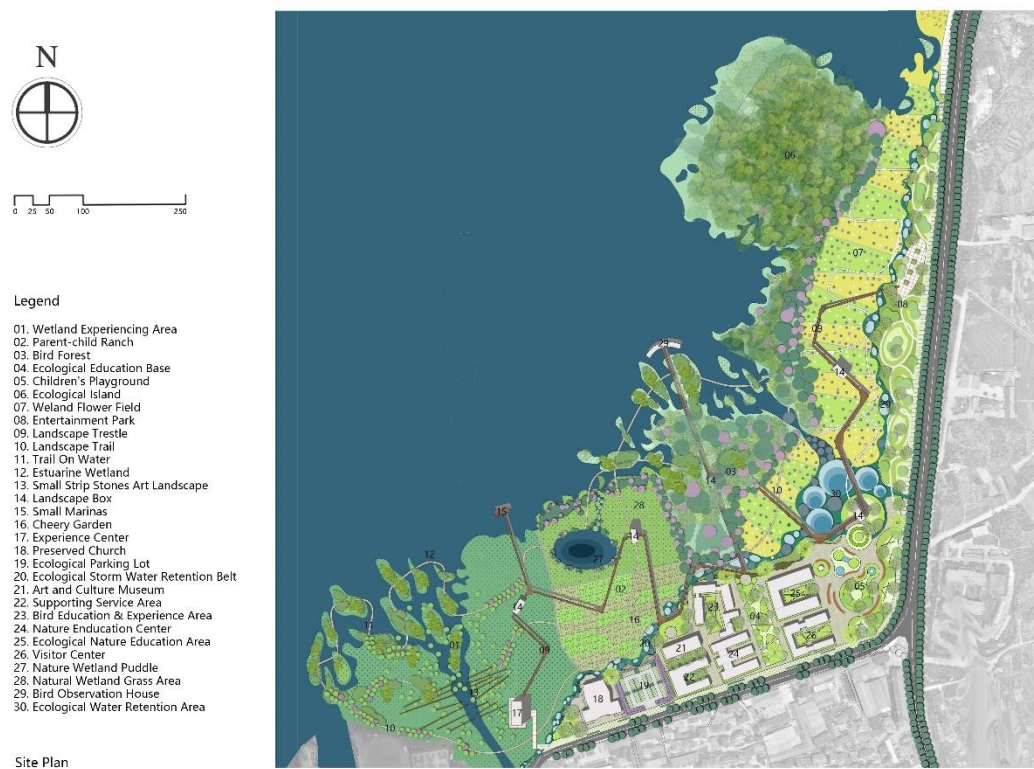 N
0 25 50 100 250
Legend
01. Wetland Experiencing Area
02. Parent-child Ranch
03. Bird Forest
04. Ecological Education Base
05. Children's Playground
06. Ecological Island
07. Weland Flower Field
08. Entertainment Park
09. Landscape Trestle
10. Landscape Trail
11. Trail On Water
12. Estuarine Wetland
13. Small Strip Stones Art Landscape
14. Landscape Box
15. Small Marinas
16. Cheery Garden
17. Experience Center
18. Preserved Church
19. Ecological Parking Lot
20. Ecological Storm Water Retention Belt
21. Art and Culture Museum
22. Supporting Service Area
23. Bird Education & Experience Area
24. Nature Enducation Center
25. Ecological Nature Education Area
26. Visitor Center
27. Nature Wetland Puddle
28. Natural Wetland Grass Area
29. Bird Observation House
30. Ecological Water Retention Area
Site Plan
06
07
08
09
29
14
20
03
14
10
30
28
15
14
14
12
27
25
05
02
23
14
16
04
11
26
01
20
21
24
09
22
13
19
18
17
10